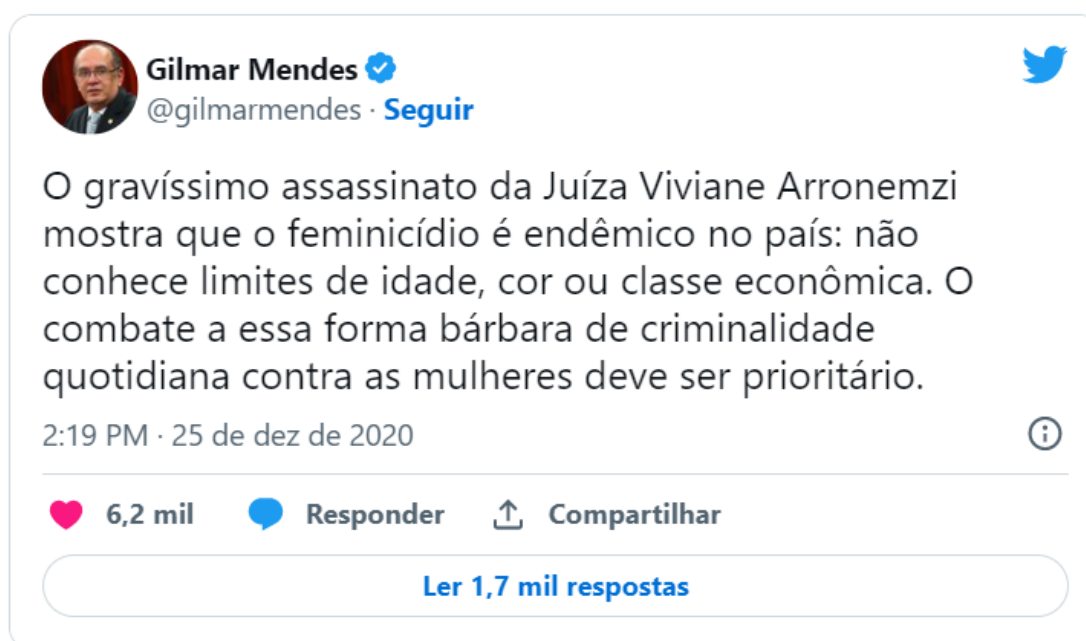 Gilmar Mendes
@gilmarmendes · Seguir
O gravíssimo assassinato da Juíza Viviane Arronemzi
mostra que o feminicídio é endêmico no país: não
conhece limites de idade, cor ou classe econômica. O
combate a essa forma bárbara de criminalidade
quotidiana contra as mulheres deve ser prioritário.
2:19 PM · 25 de dez de 2020
6,2 mil Responder Compartilhar
Ler 1,7 mil respostas